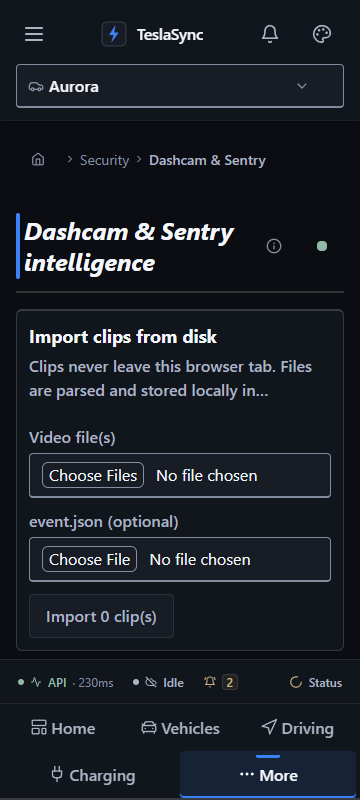 TeslaSync
Aurora
Security
Dashcam & Sentry
Dashcam & Sentry
intelligence
Import clips from disk
Clips never leave this browser tab. Files
are parsed and stored locally in...
Video file(s)
Choose Files No file chosen
event.json (optional)
Choose File No file chosen
Import 0 clip(s)
API · 230ms Idle 2 Status
Home Vehicles Driving
Charging More